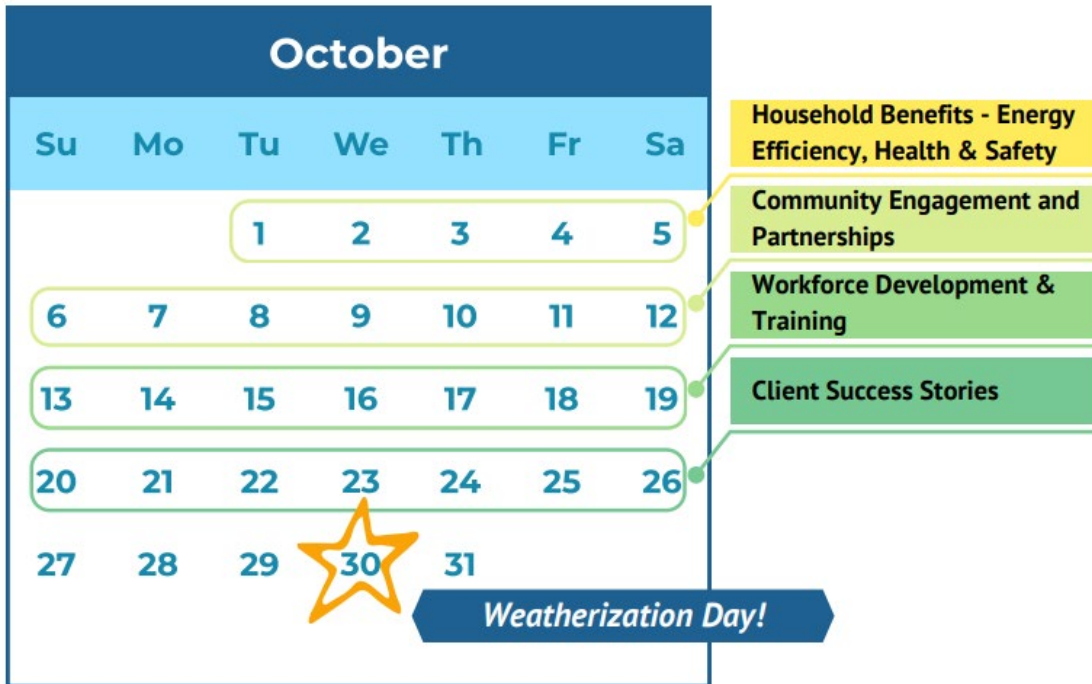 October
Su Mo Tu We Th Fr Sa
1 2 3 4 5
6 7 8 9 10 11 12
13 14 15 16 17 18 19
20 21 22 23 24 25 26
27 28 29 30 31
Weatherization Day!
Household Benefits - Energy
Efficiency, Health & Safety
Community Engagement and
Partnerships
Workforce Development &
Training
Client Success Stories